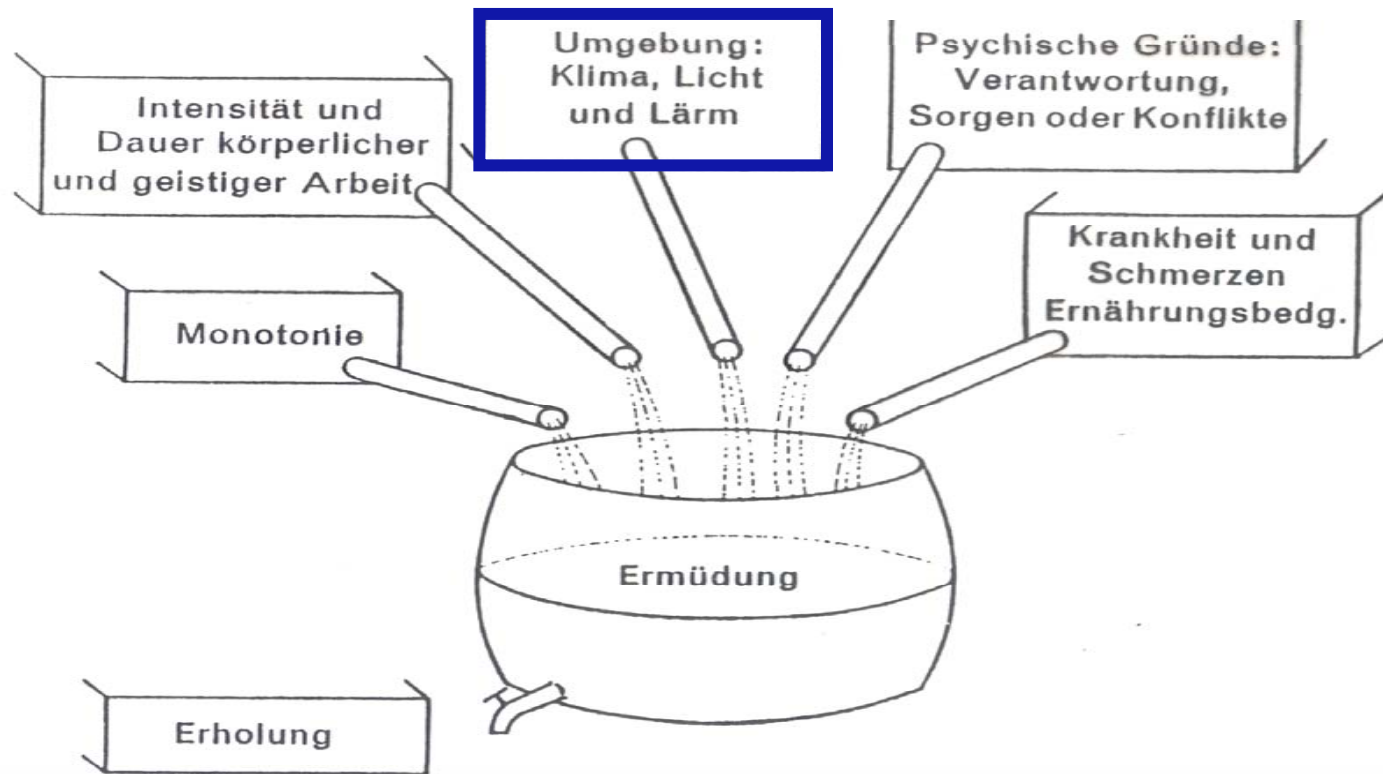 Umgebung:
Klima, Licht
und Lärm
Psychische Gründe:
Verantwortung,
Sorgen oder Konflikte
Intensität und
Dauer körperlicher
und geistiger Arbeit
Krankheit und
Schmerzen
Ernährungsbedg.
Monotonie
Ermüdung
Erholung